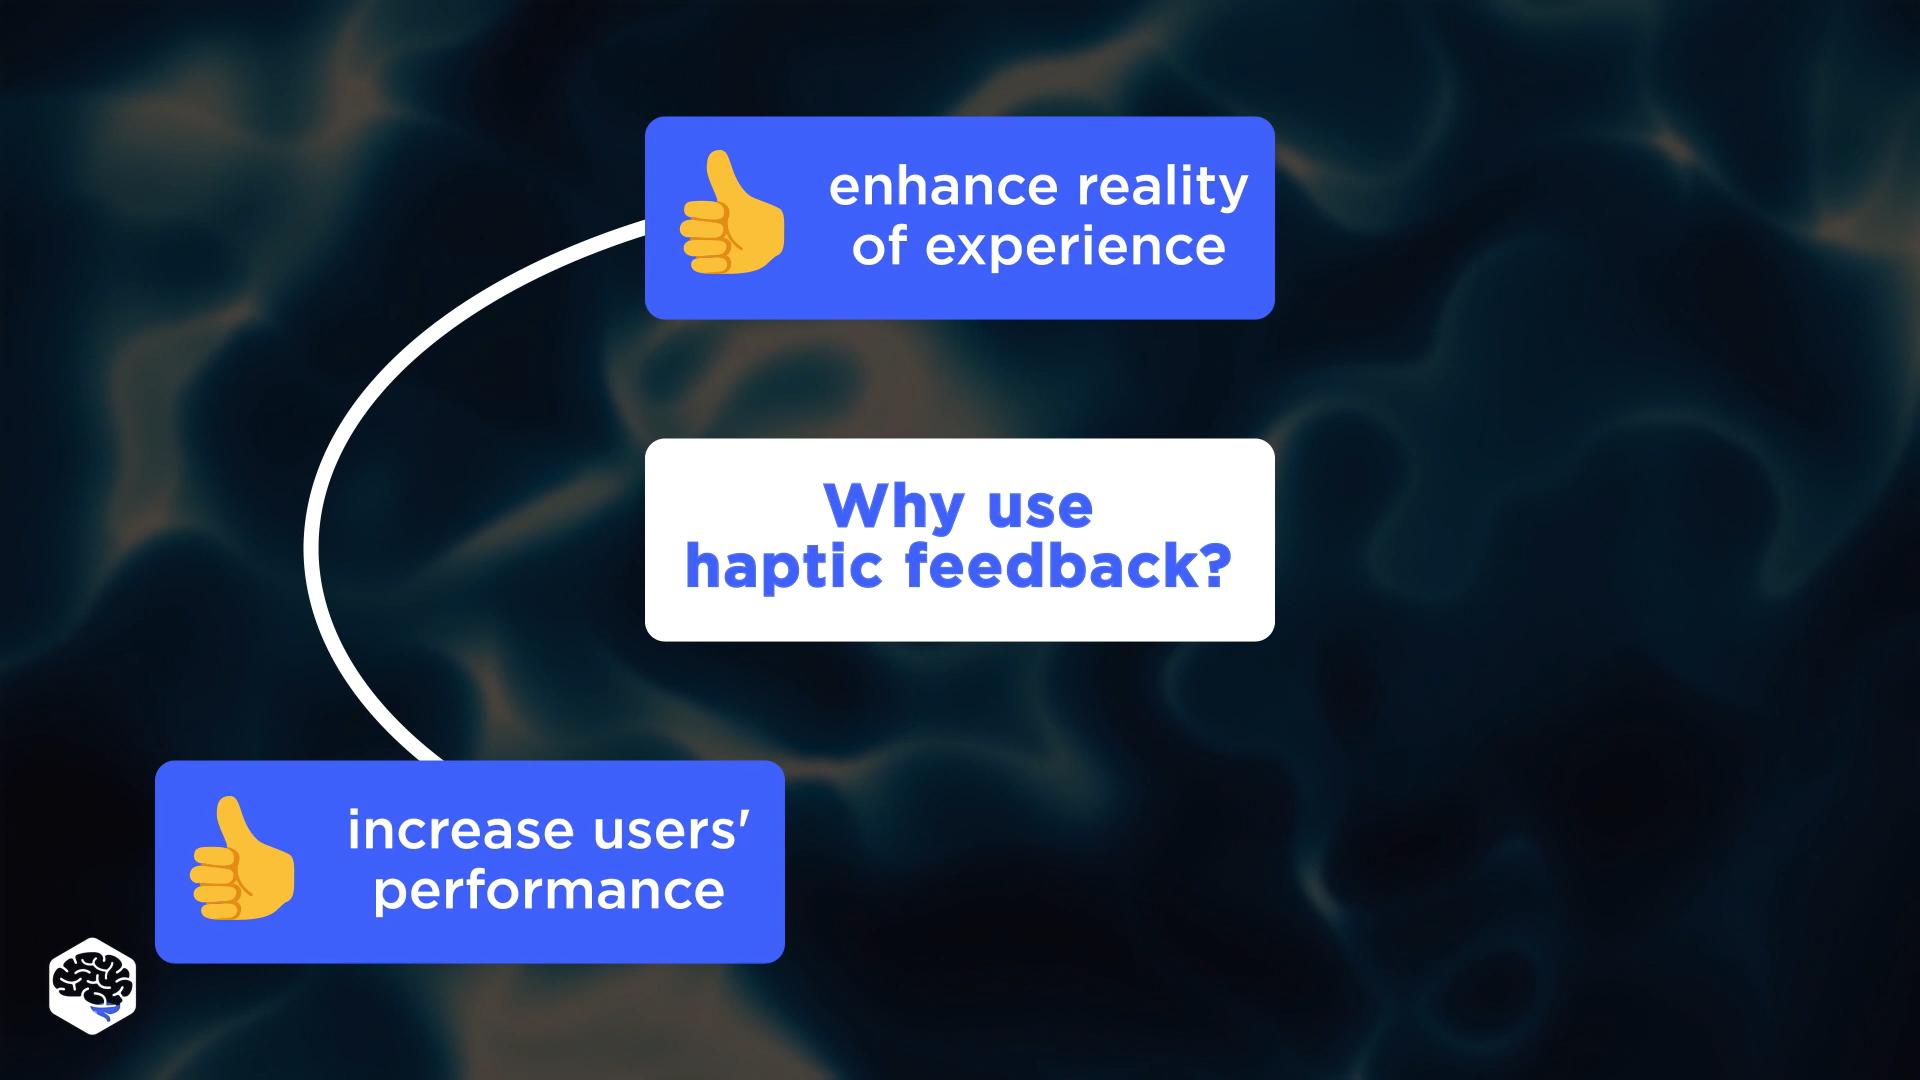 enhance reality
of experience
Why use
haptic feedback?
increase users'
performance